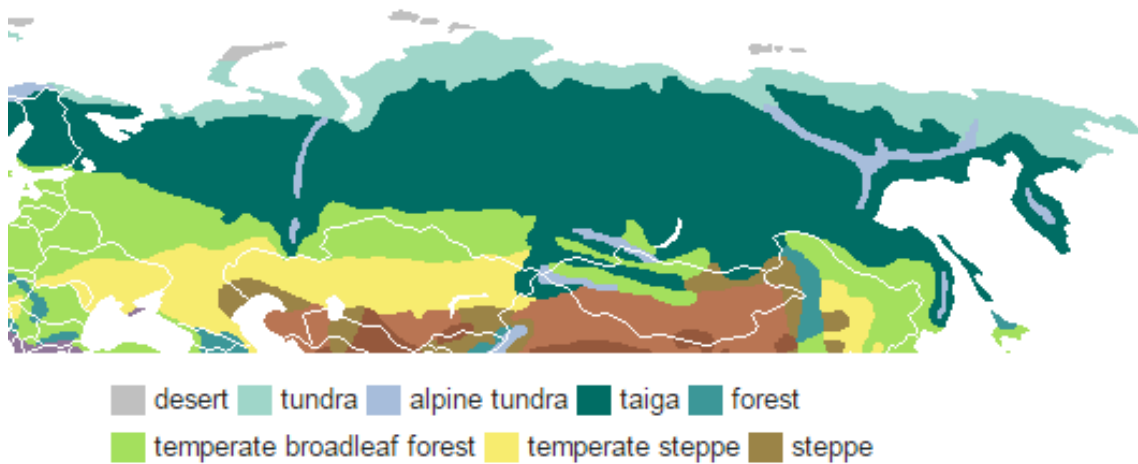 desert tundra alpine tundra taiga forest
temperate broadleaf forest temperate steppe steppe